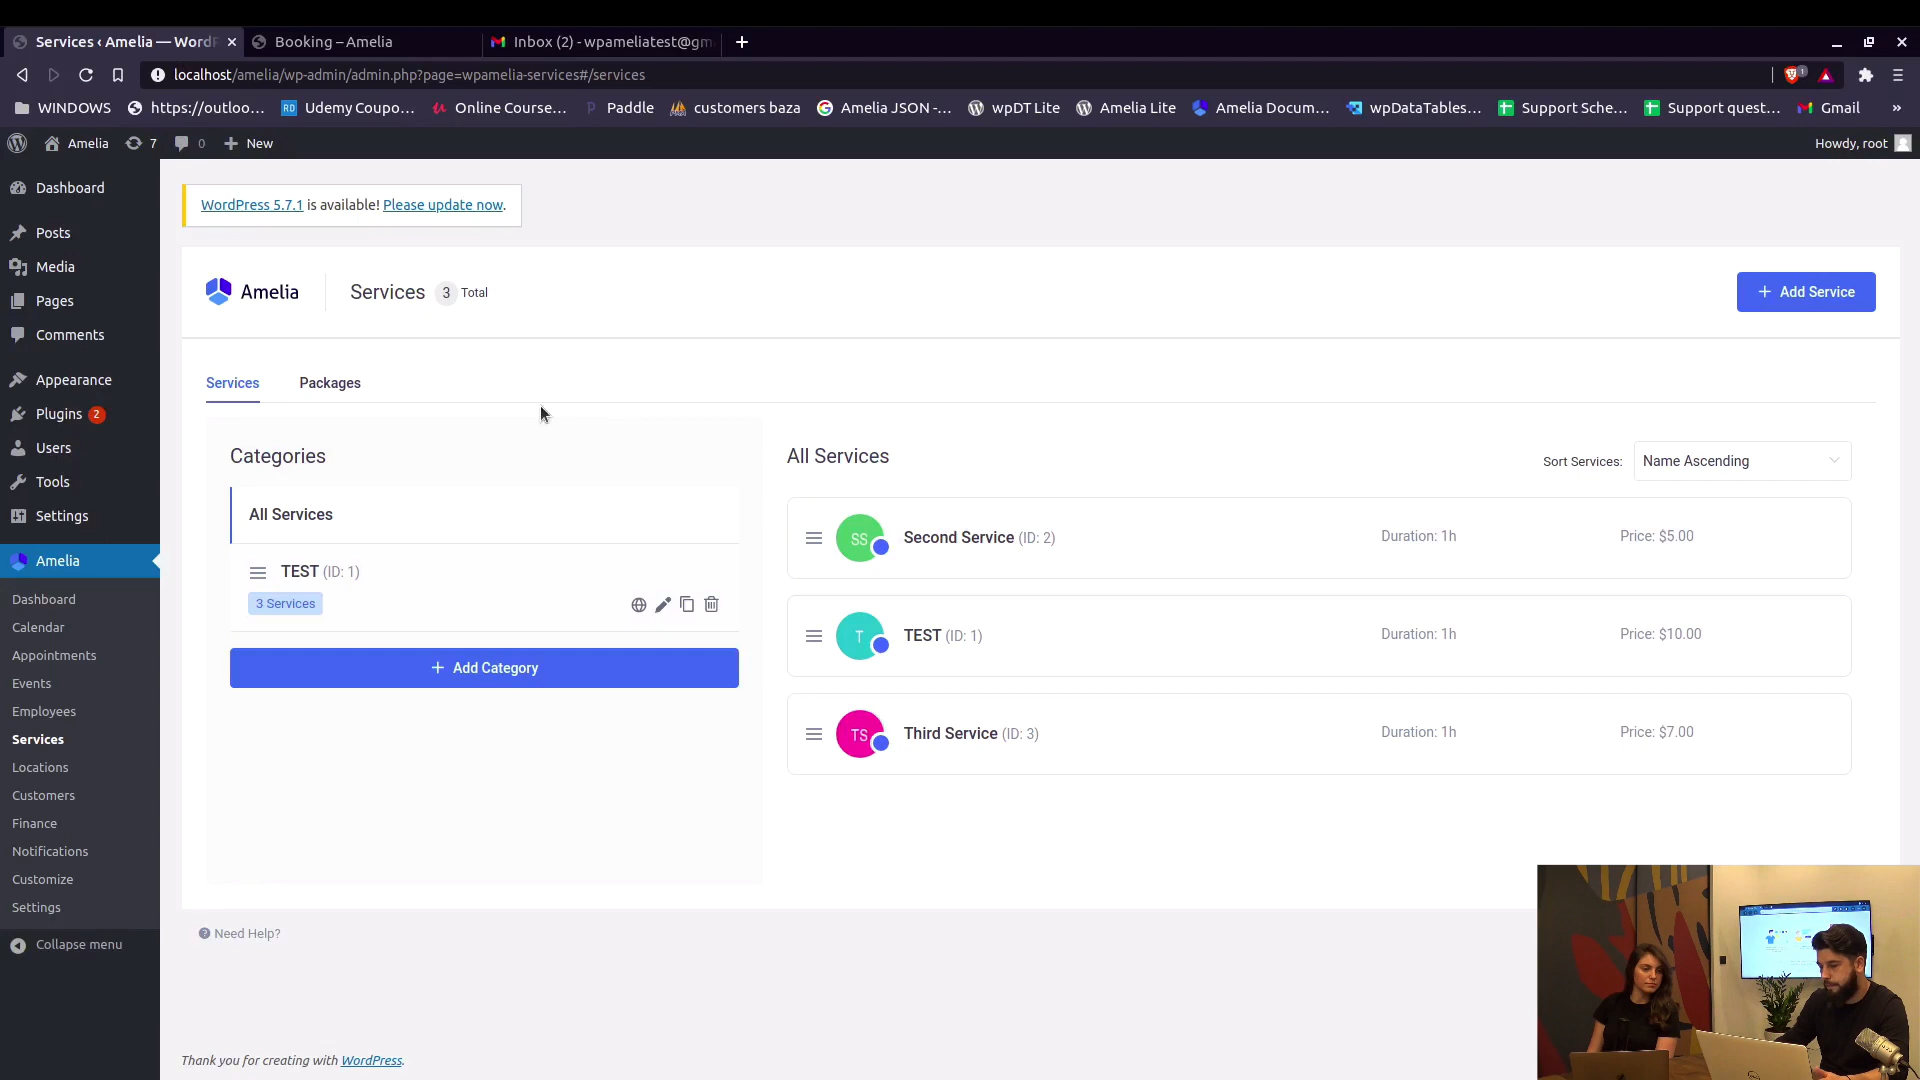 Services ‹ Amelia — WordP
Booking – Amelia
Inbox (2) - wpameliatest@gm
localhost/amelia/wp-admin/admin.php?page=wpamelia-services#/services
1
WINDOWS
https://outloo...
Udemy Coupo...
Online Course...
Paddle
customers baza
Amelia JSON -...
wpDT Lite
Amelia Lite
Amelia Docum...
wpDataTables...
Support Sche...
Support quest...
Gmail
»
Amelia
7
0
New
Howdy, root
Dashboard
Posts
Media
Pages
Comments
Appearance
Plugins 2
Users
Tools
Settings
Amelia
Dashboard
Calendar
Appointments
Events
Employees
Services
Locations
Customers
Finance
Notifications
Customize
Settings
Collapse menu
WordPress 5.7.1 is available! Please update now.
Amelia
Services 3 Total
+ Add Service
Services
Packages
Categories
All Services
TEST (ID: 1)
3 Services
+ Add Category
All Services
Sort Services:
Name Ascending
SS
Second Service (ID: 2)
Duration: 1h
Price: $5.00
T
TEST (ID: 1)
Duration: 1h
Price: $10.00
TS
Third Service (ID: 3)
Duration: 1h
Price: $7.00
Need Help?
Thank you for creating with WordPress.